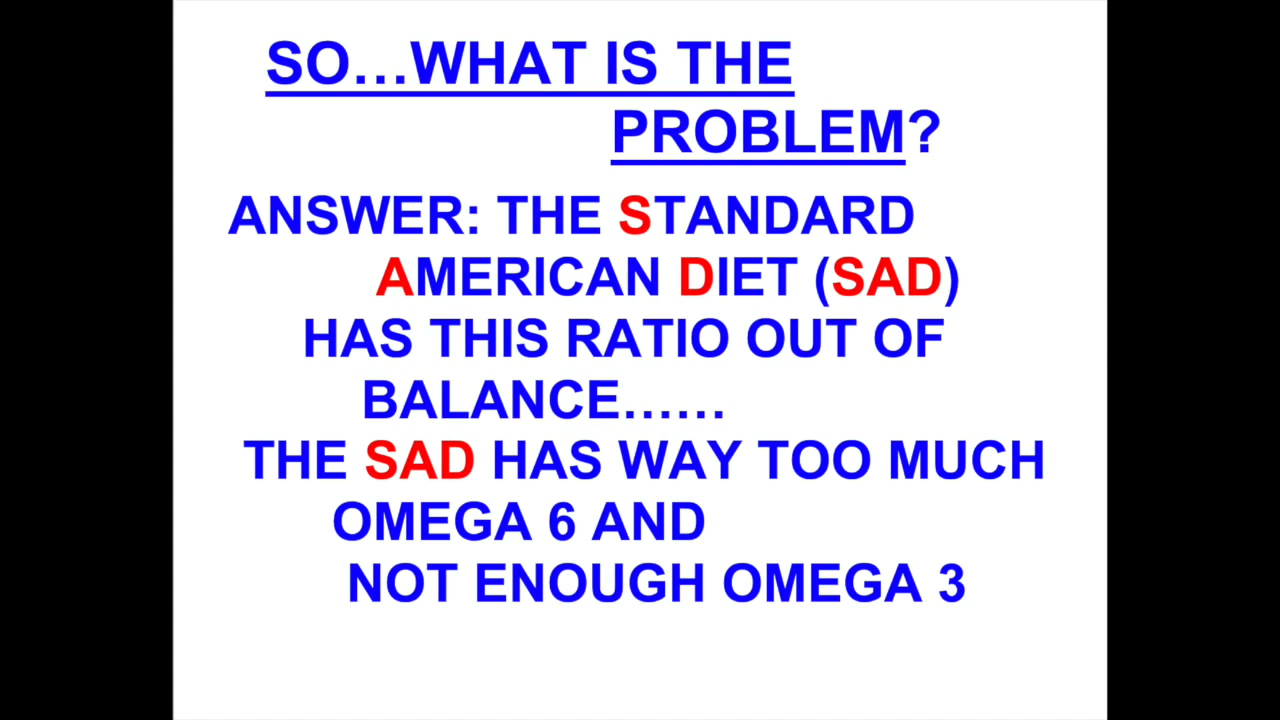 SO...WHAT IS THE
PROBLEM?
ANSWER: THE STANDARD
AMERICAN DIET (SAD)
HAS THIS RATIO OUT OF
BALANCE......
THE SAD HAS WAY TOO MUCH
OMEGA 6 AND
NOT ENOUGH OMEGA 3